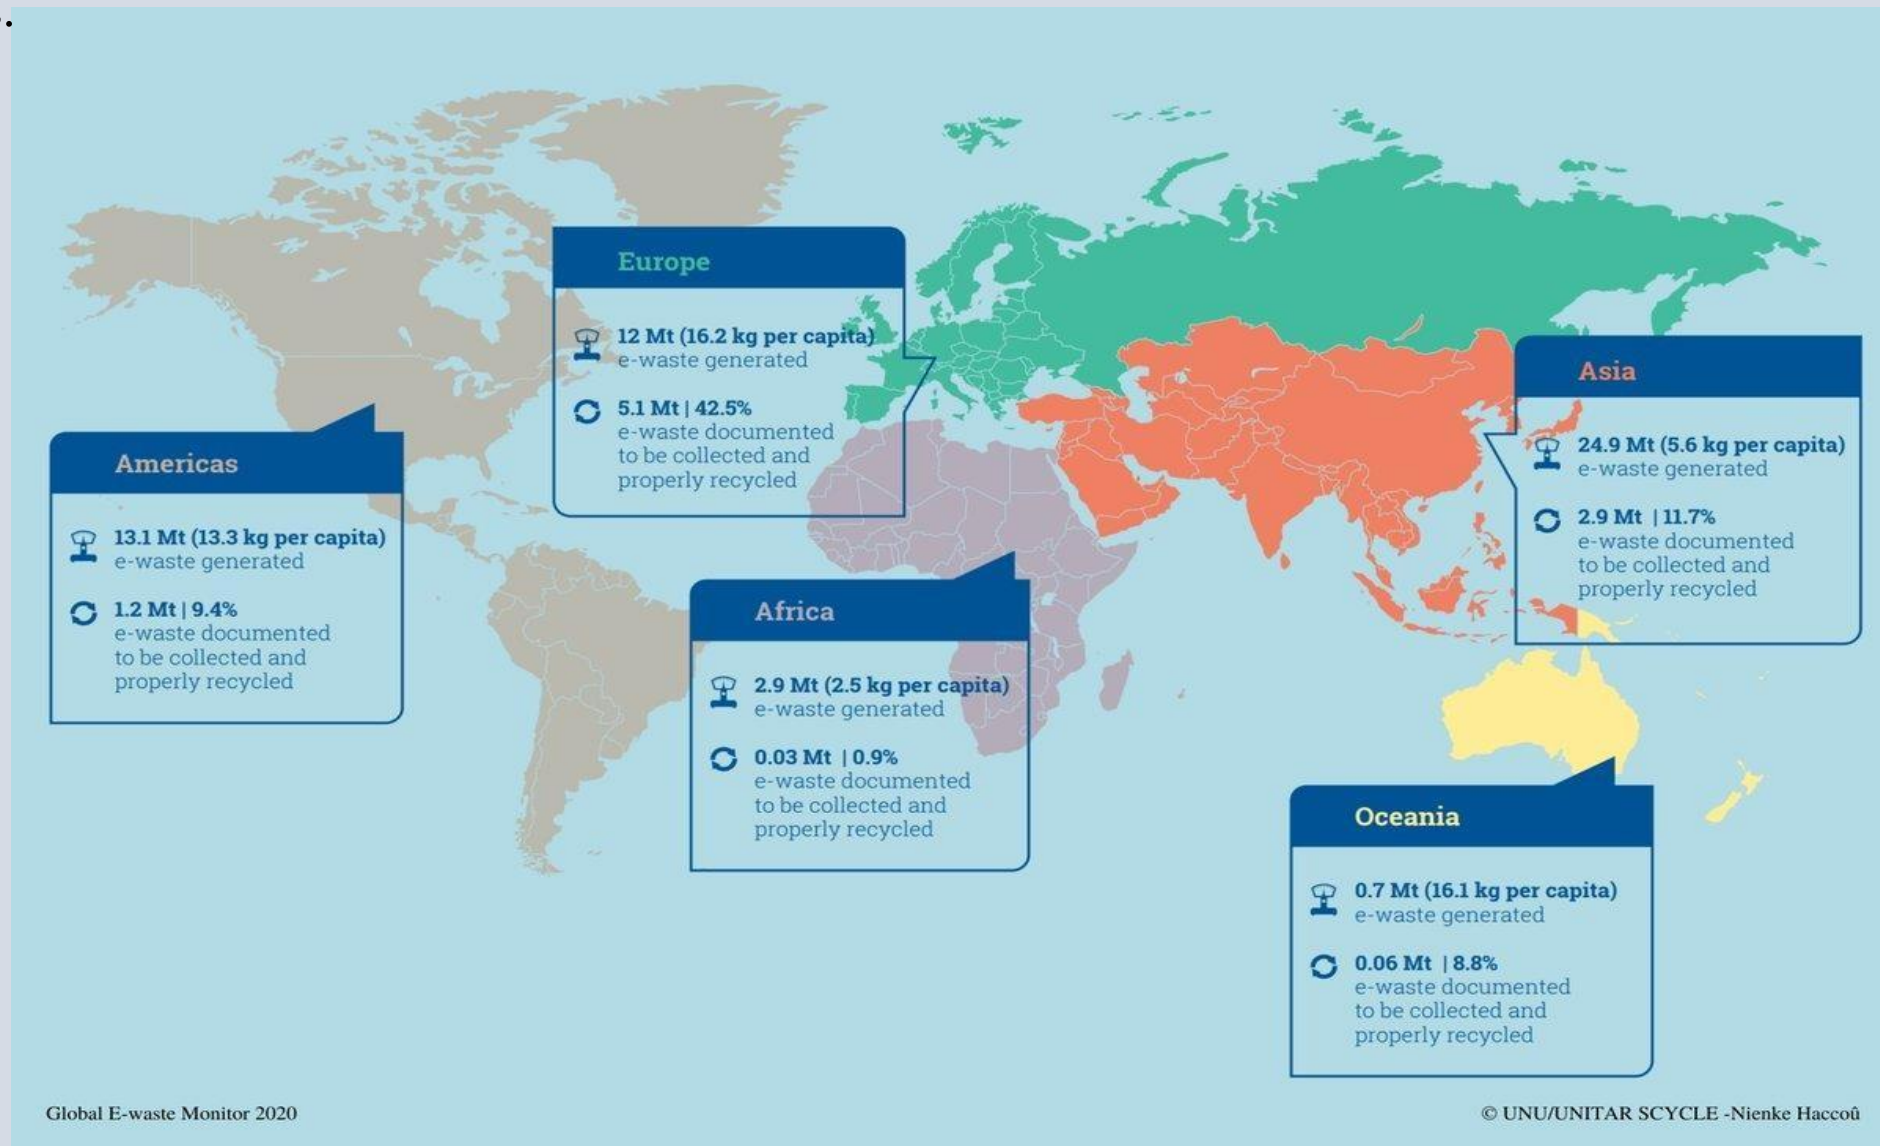 Europe
12 Mt (16.2 kg per capita)
e-waste generated
5.1 Mt | 42.5%
e-waste documented
to be collected and
properly recycled
Asia
24.9 Mt (5.6 kg per capita)
e-waste generated
2.9 Mt | 11.7%
e-waste documented
to be collected and
properly recycled
Americas
13.1 Mt (13.3 kg per capita)
e-waste generated
1.2 Mt | 9.4%
e-waste documented
to be collected and
properly recycled
Africa
2.9 Mt (2.5 kg per capita)
e-waste generated
0.03 Mt | 0.9%
e-waste documented
to be collected and
properly recycled
Oceania
0.7 Mt (16.1 kg per capita)
e-waste generated
0.06 Mt | 8.8%
e-waste documented
to be collected and
properly recycled
Global E-waste Monitor 2020
© UNU/UNITAR SCYCLE -Nienke Haccoû